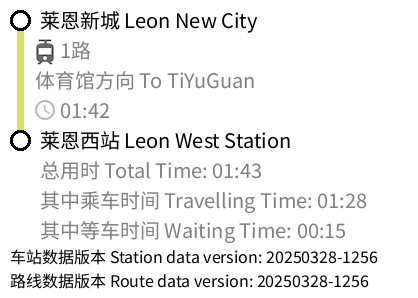 莱恩新城 Leon New City
1路
体育馆方向 To TiYuGuan
01:42
莱恩西站 Leon West Station
总用时 Total Time: 01:43
其中乘车时间 Travelling Time: 01:28
其中等车时间 Waiting Time: 00:15
车站数据版本 Station data version: 20250328-1256
路线数据版本 Route data version: 20250328-1256